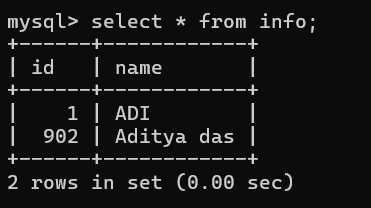 mysql> select * from info;
+------+------------+
| id   | name       |
+------+------------+
|    1 | ADI        |
|  902 | Aditya das |
+------+------------+
2 rows in set (0.00 sec)